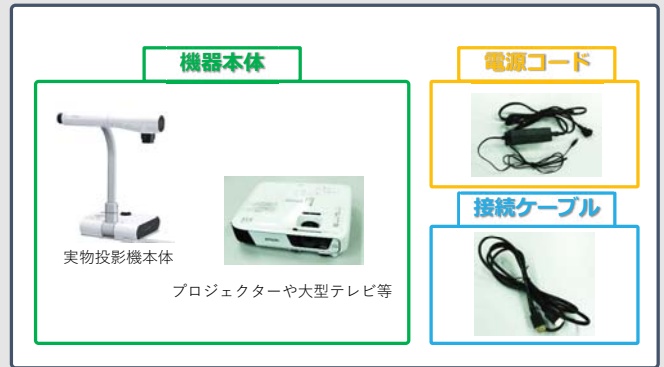 機器本体
実物投影機本体
プロジェクターや大型テレビ等
電源コード
接続ケーブル
EPSON